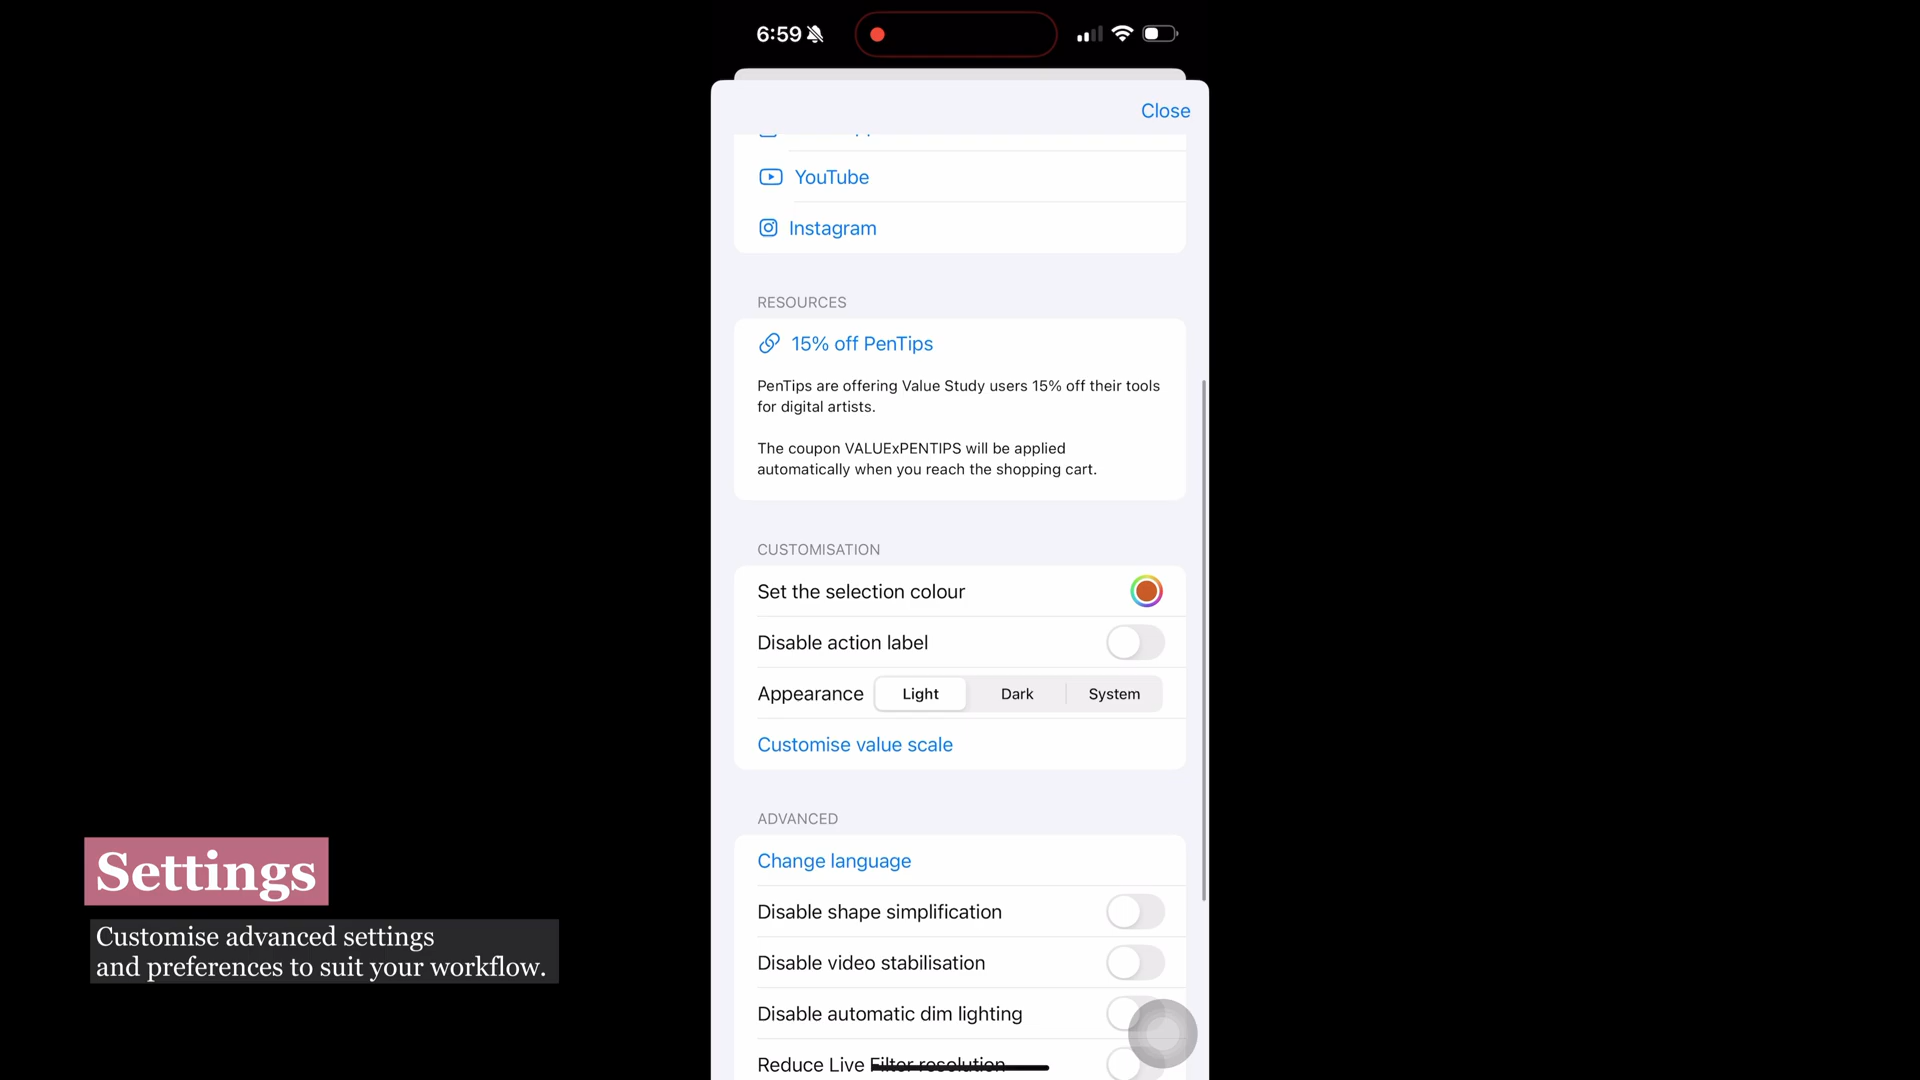 6:59
Close
YouTube
Instagram
RESOURCES
15% off PenTips
PenTips are offering Value Study users 15% off their tools
for digital artists.
The coupon VALUExPENTIPS will be applied
automatically when you reach the shopping cart.
CUSTOMISATION
Set the selection colour
Disable action label
Appearance Light Dark System
Customise value scale
ADVANCED
Change language
Disable shape simplification
Disable video stabilisation
Disable automatic dim lighting
Reduce Live Filter resolution
Settings
Customise advanced settings
and preferences to suit your workflow.